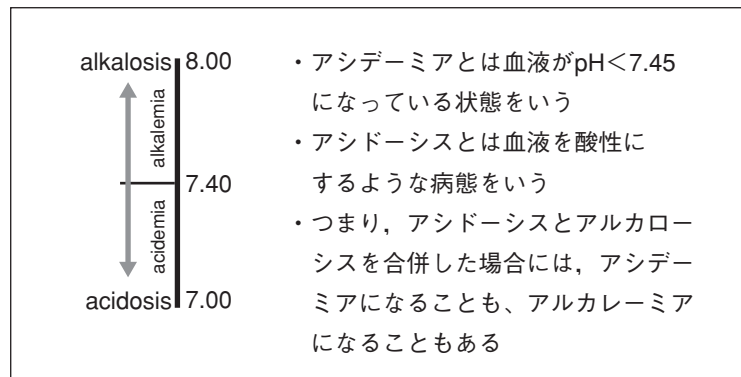 alkalosis 8.00
alkalemia
7.40
acidemia
acidosis 7.00
・アシデーミアとは血液がpH＜7.45
になっている状態をいう
・アシドーシスとは血液を酸性に
するような病態をいう
・つまり，アシドーシスとアルカロー
シスを合併した場合には，アシデー
ミアになることも、アルカレーミア
になることもある